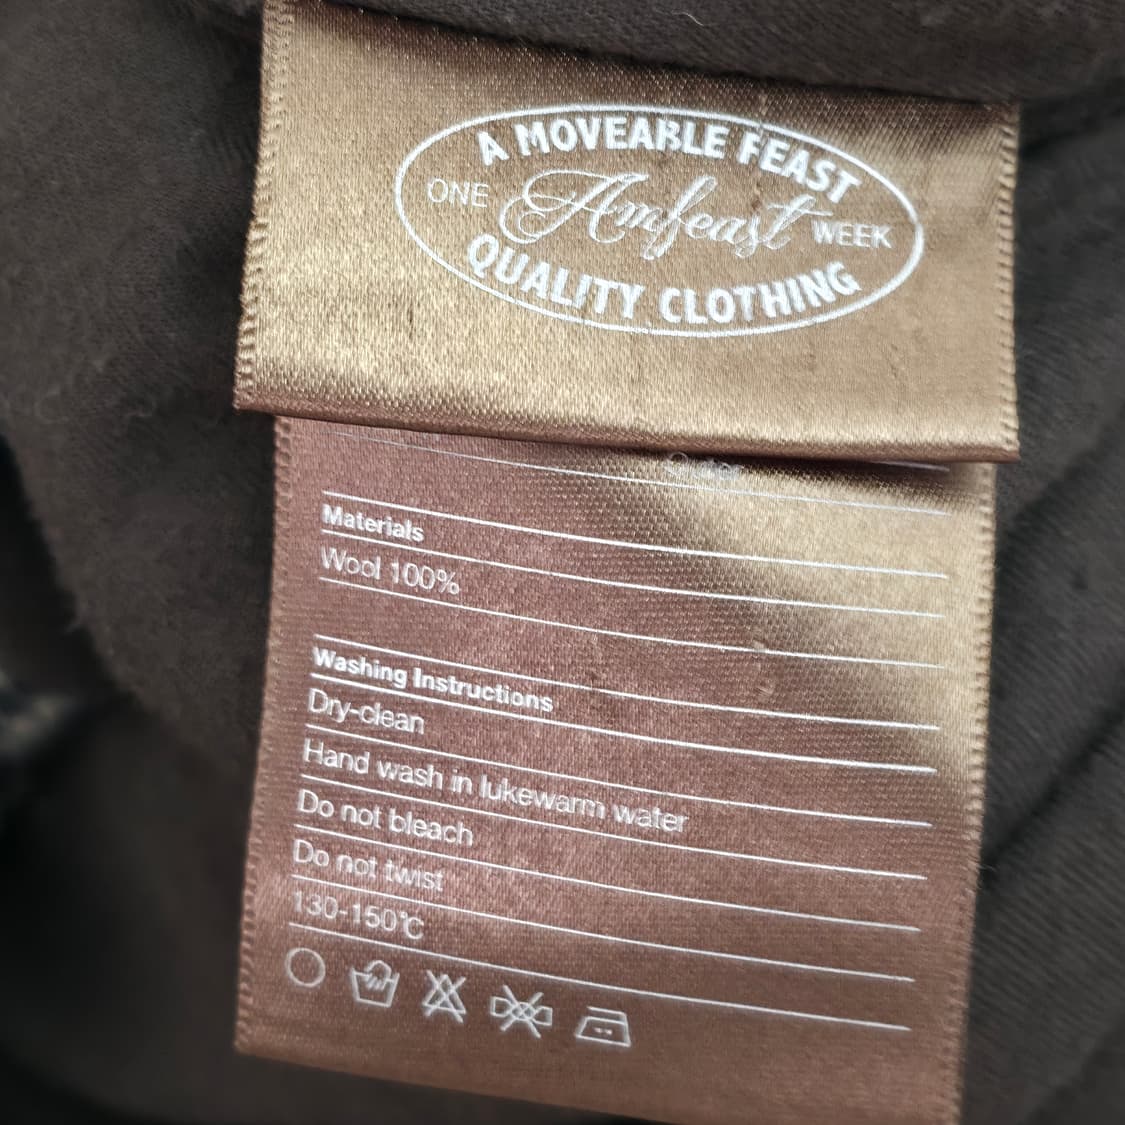 A MOVEABLE FEAST
ONE Amfeast WEEK
QUALITY CLOTHING
Materials
Wool 100%
Washing Instructions
Dry-clean
Hand wash in lukewarm water
Do not bleach
Do not twist
130-150℃